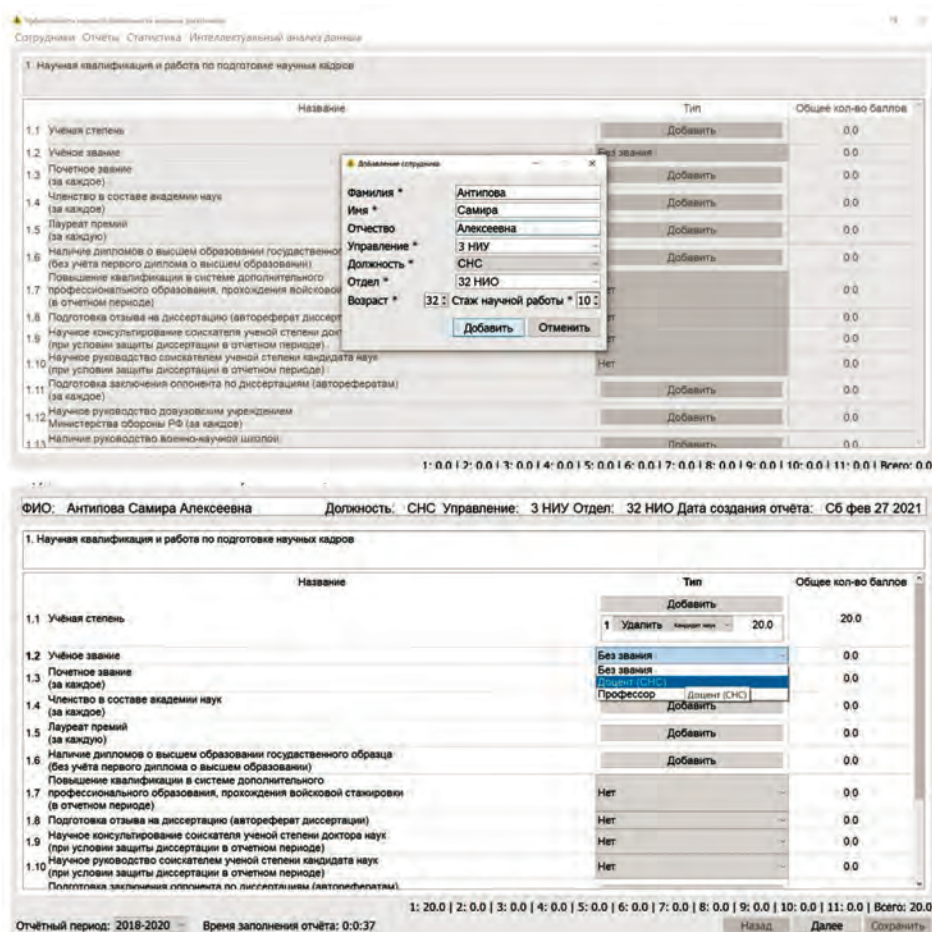 Сотрудники Отчёты Статистика Интеллектуальный анализ данных
1. Научная квалификация и работа по подготовке научных кадров
Название Тип Общее кол-во баллов
1.1 Учёная степень Добавить 0.0
1.2 Учёное звание Без звания 0.0
1.3 Почетное звание
(за каждое) Добавить 0.0
1.4 Членство в составе академии наук
(за каждое) Добавить 0.0
1.5 Лауреат премий
(за каждую) Добавить 0.0
1.6 Наличие дипломов о высшем образовании государственного
(без учёта первого диплома о высшем образовании) Добавить 0.0
1.7 Повышение квалификации в системе дополнительного
профессионального образования, прохождения войсковой
(в отчетном периоде) 0.0
1.8 Подготовка отзыва на диссертацию (автореферат 0.0
1.9 Научное консультирование соискателя ученой степени
(при условии защиты диссертации в отчетном периоде) 0.0
1.10 Научное руководство соискателем ученой степени кандидата наук
(при условии защиты диссертации в отчетном периоде) Нет 0.0
1.11 Подготовка заключения оппонента по диссертациям (авторефератам)
(за каждое) Добавить 0.0
1.12 Научное руководство довузовским учреждением
Министерства обороны РФ (за каждое) Добавить 0.0
1.13 Наличие руководство военно-научной школой Добавить 0.0
Добавление сотрудника
Фамилия * Антипова
Имя * Самира
Отчество Алексеевна
Управление * 3 НИУ
Должность * СНС
Отдел * 32 НИО
Возраст * 32 Стаж научной работы * 10
Добавить Отменить
1: 0.0 | 2: 0.0 | 3: 0.0 | 4: 0.0 | 5: 0.0 | 6: 0.0 | 7: 0.0 | 8: 0.0 | 9: 0.0 | 10: 0.0 | 11: 0.0 | Всего: 0.0
ФИО: Антипова Самира Алексеевна Должность: СНС Управление: 3 НИУ Отдел: 32 НИО Дата создания отчёта: Сб фев 27 2021
1. Научная квалификация и работа по подготовке научных кадров
Название Тип Общее кол-во баллов
Добавить
1.1 Учёная степень 1 Удалить Кандидат наук 20.0 20.0
1.2 Учёное звание Без звания 0.0
Без звания
Доцент (СНС)
Профессор Доцент (СНС)
1.3 Почетное звание
(за каждое) 0.0
1.4 Членство в составе академии наук
(за каждое) Добавить 0.0
1.5 Лауреат премий
(за каждую) Добавить 0.0
1.6 Наличие дипломов о высшем образовании государственного образца
(без учёта первого диплома о высшем образовании) Добавить 0.0
1.7 Повышение квалификации в системе дополнительного
профессионального образования, прохождения войсковой стажировки
(в отчетном периоде) Нет 0.0
1.8 Подготовка отзыва на диссертацию (автореферат диссертации) Нет 0.0
1.9 Научное консультирование соискателя ученой степени доктора наук
(при условии защиты диссертации в отчетном периоде) Нет 0.0
1.10 Научное руководство соискателем ученой степени кандидата наук
(при условии защиты диссертации в отчетном периоде) Нет 0.0
Подготовка заключения оппонента по диссертациям (авторефератам)
1: 20.0 | 2: 0.0 | 3: 0.0 | 4: 0.0 | 5: 0.0 | 6: 0.0 | 7: 0.0 | 8: 0.0 | 9: 0.0 | 10: 0.0 | 11: 0.0 | Всего: 20.0
Отчётный период: 2018-2020 Время заполнения отчёта: 0:0:37 Назад Далее Сохранить